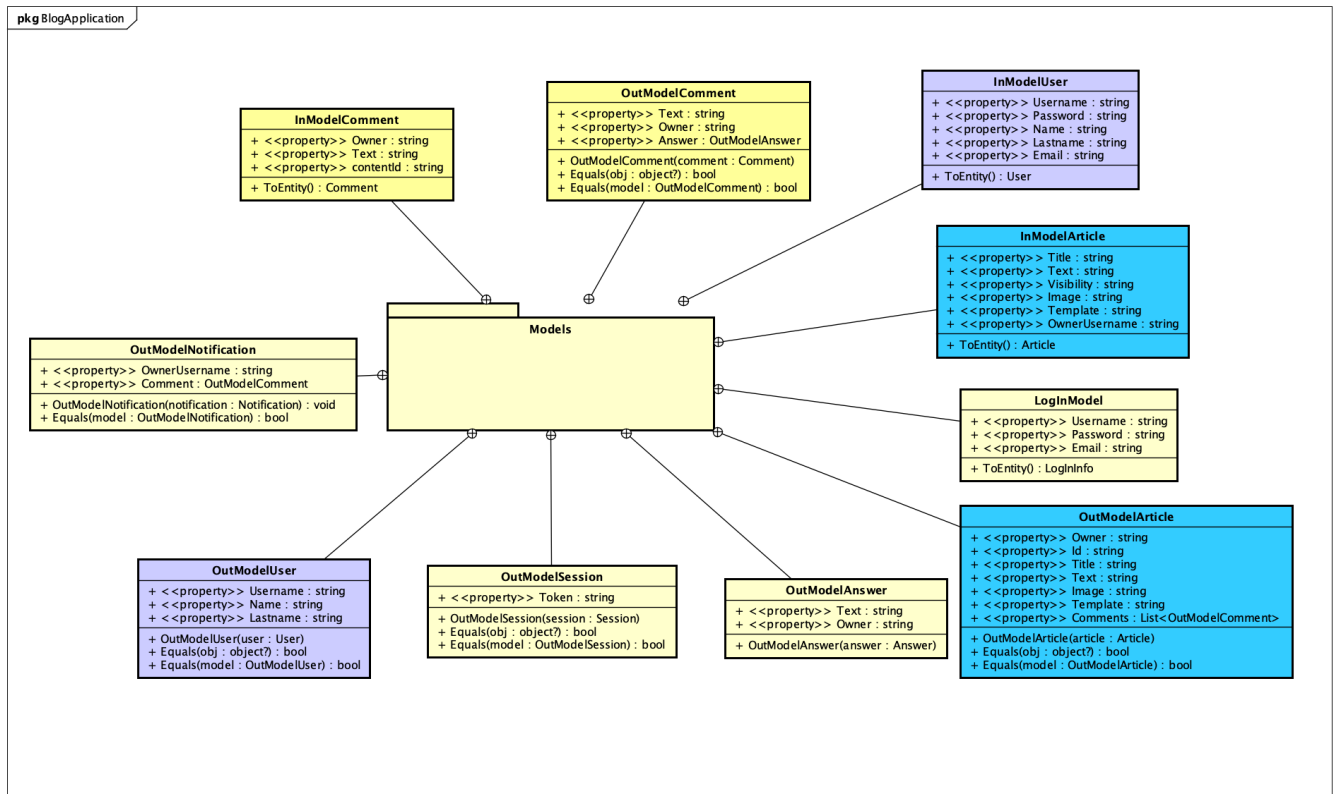 pkg BlogApplication
InModelComment
+ <<property>> Owner : string
+ <<property>> Text : string
+ <<property>> contentId : string
+ ToEntity() : Comment
OutModelComment
+ <<property>> Text : string
+ <<property>> Owner : string
+ <<property>> Answer : OutModelAnswer
+ OutModelComment(comment : Comment)
+ Equals(obj : object?) : bool
+ Equals(model : OutModelComment) : bool
InModelUser
+ <<property>> Username : string
+ <<property>> Password : string
+ <<property>> Name : string
+ <<property>> Lastname : string
+ <<property>> Email : string
+ ToEntity() : User
InModelArticle
+ <<property>> Title : string
+ <<property>> Text : string
+ <<property>> Visibility : string
+ <<property>> Image : string
+ <<property>> Template : string
+ <<property>> OwnerUsername : string
+ ToEntity() : Article
Models
OutModelNotification
+ <<property>> OwnerUsername : string
+ <<property>> Comment : OutModelComment
+ OutModelNotification(notification : Notification) : void
+ Equals(model : OutModelNotification) : bool
LogInModel
+ <<property>> Username : string
+ <<property>> Password : string
+ <<property>> Email : string
+ ToEntity() : LogInInfo
OutModelArticle
+ <<property>> Owner : string
+ <<property>> Id : string
+ <<property>> Title : string
+ <<property>> Text : string
+ <<property>> Image : string
+ <<property>> Template : string
+ <<property>> Comments : List<OutModelComment>
+ OutModelArticle(article : Article)
+ Equals(obj : object?) : bool
+ Equals(model : OutModelArticle) : bool
OutModelUser
+ <<property>> Username : string
+ <<property>> Name : string
+ <<property>> Lastname : string
+ OutModelUser(user : User)
+ Equals(obj : object?) : bool
+ Equals(model : OutModelUser) : bool
OutModelSession
+ <<property>> Token : string
+ OutModelSession(session : Session)
+ Equals(obj : object?) : bool
+ Equals(model : OutModelSession) : bool
OutModelAnswer
+ <<property>> Text : string
+ <<property>> Owner : string
+ OutModelAnswer(answer : Answer)